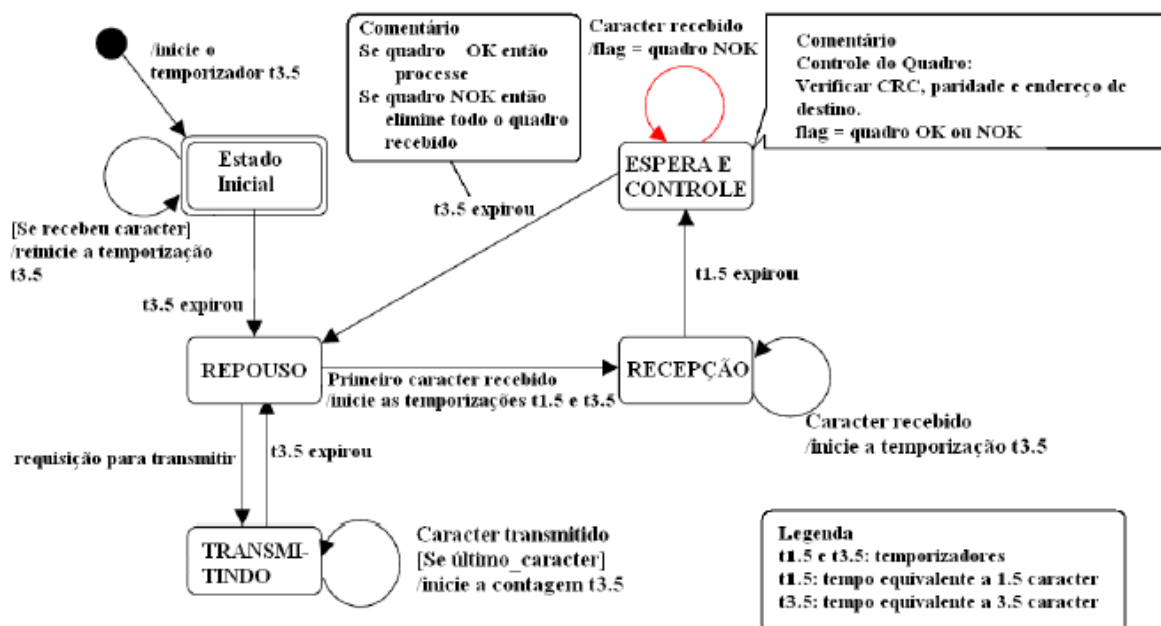 /inicie o
temporizador t3.5
Comentário
Se quadro OK então
processe
Se quadro NOK então
elimine todo o quadro
recebido
Caracter recebido
/flag = quadro NOK
Comentário
Controle do Quadro:
Verificar CRC, paridade e endereço de
destino.
flag = quadro OK ou NOK
Estado
Inicial
ESPERA E
CONTROLE
t3.5 expirou
[Se recebeu caracter]
/reinicie a temporização
t3.5
t1.5 expirou
t3.5 expirou
REPOUSO
RECEPÇÃO
Primeiro caracter recebido
/inicie as temporizações t1.5 e t3.5
Caracter recebido
/inicie a temporização t3.5
requisição para transmitir
t3.5 expirou
TRANSMI-
TINDO
Caracter transmitido
[Se último_caracter]
/inicie a contagem t3.5
Legenda
t1.5 e t3.5: temporizadores
t1.5: tempo equivalente a 1.5 caracter
t3.5: tempo equivalente a 3.5 caracter